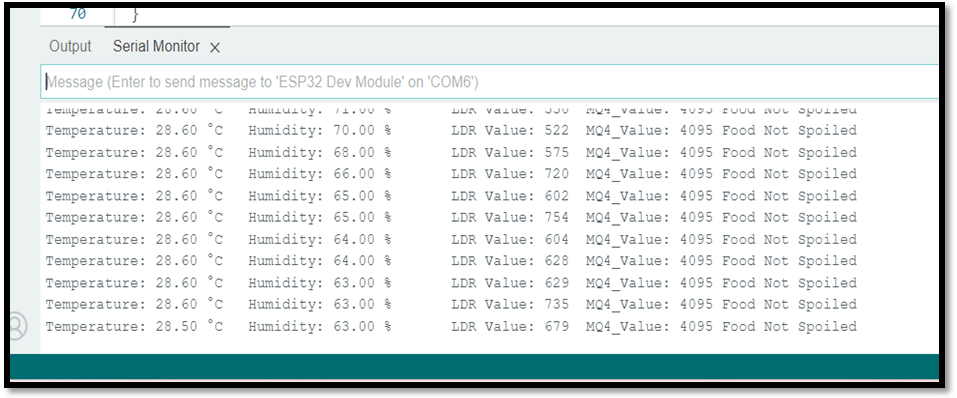 70 }
Output Serial Monitor X
Message (Enter to send message to 'ESP32 Dev Module' on 'COM6')
Temperature: 28.60 °C Humidity: 71.00 % LDR Value: 550 MQ4_Value: 4095 Food Not Spoiled
Temperature: 28.60 °C Humidity: 70.00 % LDR Value: 522 MQ4_Value: 4095 Food Not Spoiled
Temperature: 28.60 °C Humidity: 68.00 % LDR Value: 575 MQ4_Value: 4095 Food Not Spoiled
Temperature: 28.60 °C Humidity: 66.00 % LDR Value: 720 MQ4_Value: 4095 Food Not Spoiled
Temperature: 28.60 °C Humidity: 65.00 % LDR Value: 602 MQ4_Value: 4095 Food Not Spoiled
Temperature: 28.60 °C Humidity: 65.00 % LDR Value: 754 MQ4_Value: 4095 Food Not Spoiled
Temperature: 28.60 °C Humidity: 64.00 % LDR Value: 604 MQ4_Value: 4095 Food Not Spoiled
Temperature: 28.60 °C Humidity: 64.00 % LDR Value: 628 MQ4_Value: 4095 Food Not Spoiled
Temperature: 28.60 °C Humidity: 63.00 % LDR Value: 629 MQ4_Value: 4095 Food Not Spoiled
Temperature: 28.60 °C Humidity: 63.00 % LDR Value: 735 MQ4_Value: 4095 Food Not Spoiled
Temperature: 28.50 °C Humidity: 63.00 % LDR Value: 679 MQ4_Value: 4095 Food Not Spoiled